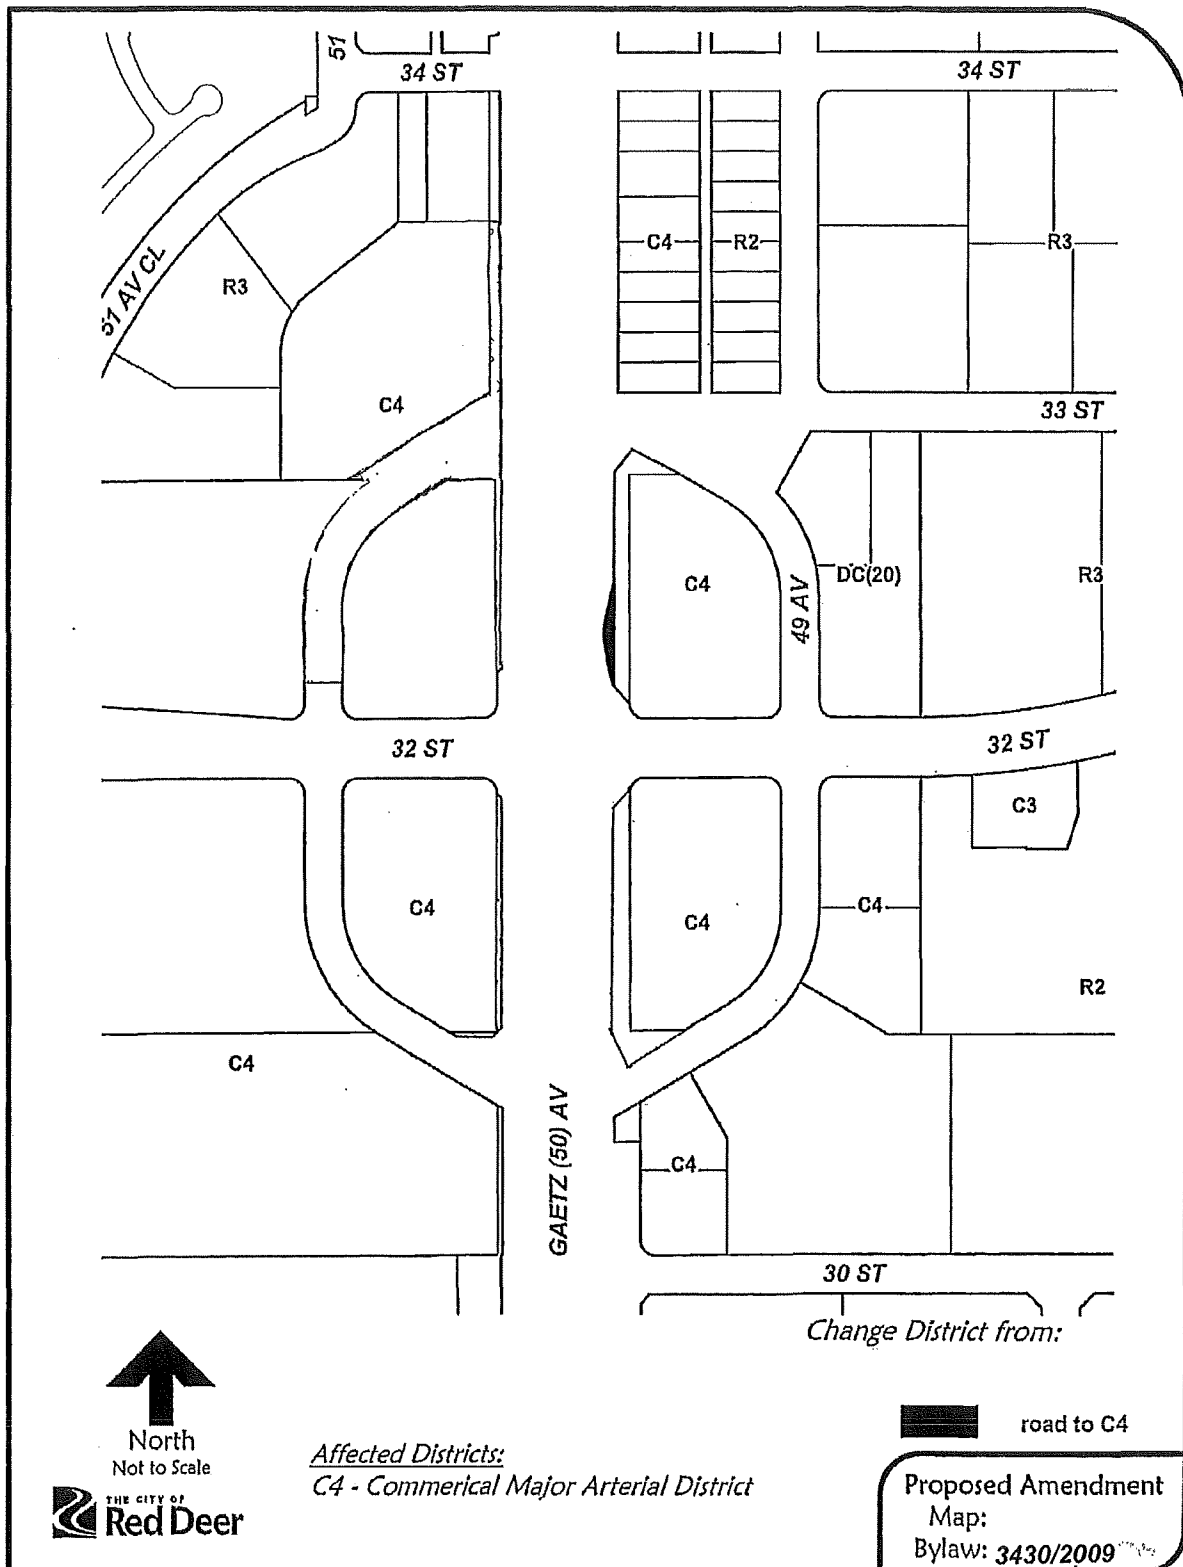 51
34 ST
34 ST
C4
R2
R3
51 AV CL
R3
C4
33 ST
C4
49 AV
DC(20)
R3
32 ST
32 ST
C3
C4
C4
C4
R2
C4
GAETZ (50) AV
C4
30 ST
Change District from:
road to C4
North
Not to Scale
THE CITY OF
Red Deer
Affected Districts:
C4 - Commerical Major Arterial District
Proposed Amendment
Map:
Bylaw: 3430/2009